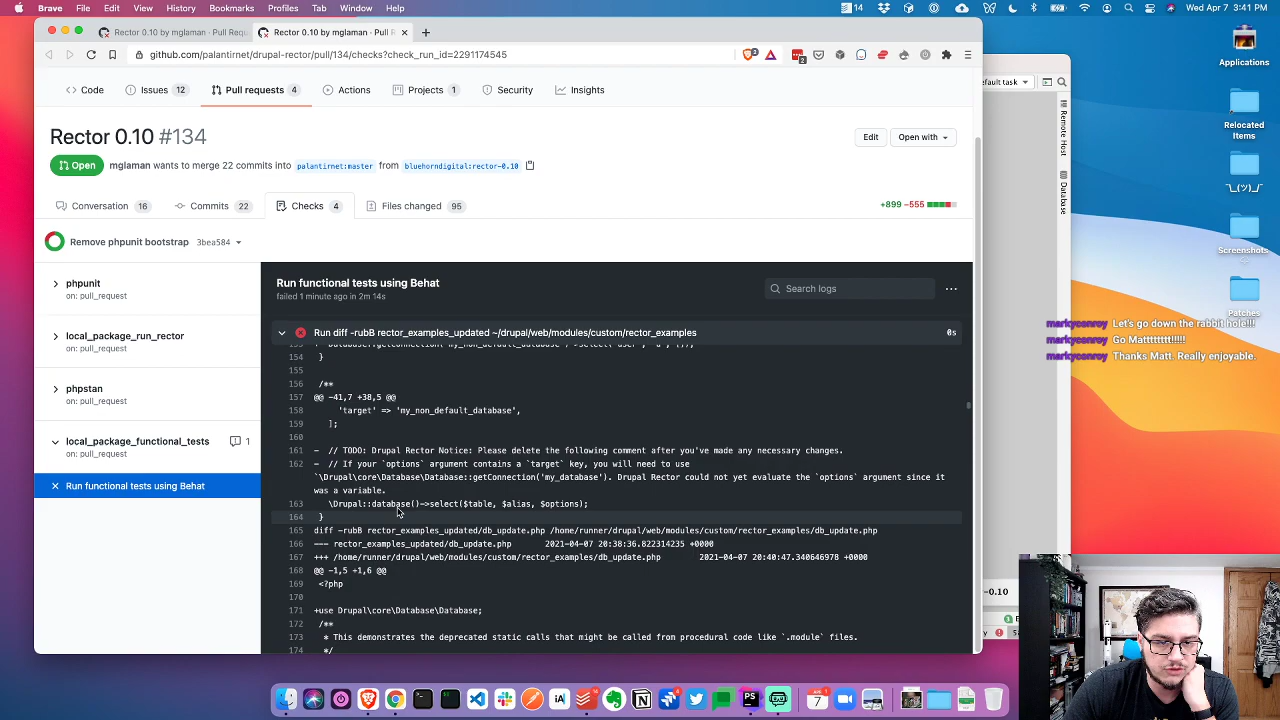 Brave File Edit View History Bookmarks Profiles Tab Window Help
14
Wed Apr 7 3:41 PM
Rector 0.10 by mglaman · Pull Requ
Rector 0.10 by mglaman · Pull Requ
github.com/palantirnet/drupal-rector/pull/134/checks?check_run_id=2291174545
Code
Issues 12
Pull requests 4
Actions
Projects 1
Security
Insights
Rector 0.10 #134
Edit
Open with
Open
mglaman wants to merge 22 commits into palantirnet:master from bluehorndigital:rector-0.10
Conversation 16
Commits 22
Checks 4
Files changed 95
+899 −555
Remove phpunit bootstrap 3bea584
phpunit
on: pull_request
local_package_run_rector
on: pull_request
phpstan
on: pull_request
local_package_functional_tests 1
on: pull_request
Run functional tests using Behat
Run functional tests using Behat
failed 1 minute ago in 2m 14s
Search logs
Run diff -rubB rector_examples_updated ~/drupal/web/modules/custom/rector_examples
0s
154 }
155
156 /**
157 @@ -41,7 +38,5 @@
158 'target' => 'my_non_default_database',
159 ];
160
161 - // TODO: Drupal Rector Notice: Please delete the following comment after you've made any necessary changes.
162 - // If your `options` argument contains a `target` key, you will need to use
`\Drupal\core\Database\Database::getConnection('my_database'). Drupal Rector could not yet evaluate the `options` argument since it
was a variable.
163 \Drupal::database()->select($table, $alias, $options);
164 }
165 diff -rubB rector_examples_updated/db_update.php /home/runner/drupal/web/modules/custom/rector_examples/db_update.php
166 --- rector_examples_updated/db_update.php 2021-04-07 20:38:36.822314235 +0000
167 +++ /home/runner/drupal/web/modules/custom/rector_examples/db_update.php 2021-04-07 20:40:47.340646978 +0000
168 @@ -1,5 +1,6 @@
169 <?php
170
171 +use Drupal\core\Database\Database;
172 /**
173 * This demonstrates the deprecated static calls that might be called from procedural code like `.module` files.
174 */
efault task
Remote Host
Database
-0.10
Applications
Relocated
Items
¯\_(ツ)_/¯
Screenshots
Patches
markyconroy Let's go down the rabbit hole!!!
markyconroy Go Matttttttt!!!!!
markyconroy Thanks Matt. Really enjoyable.